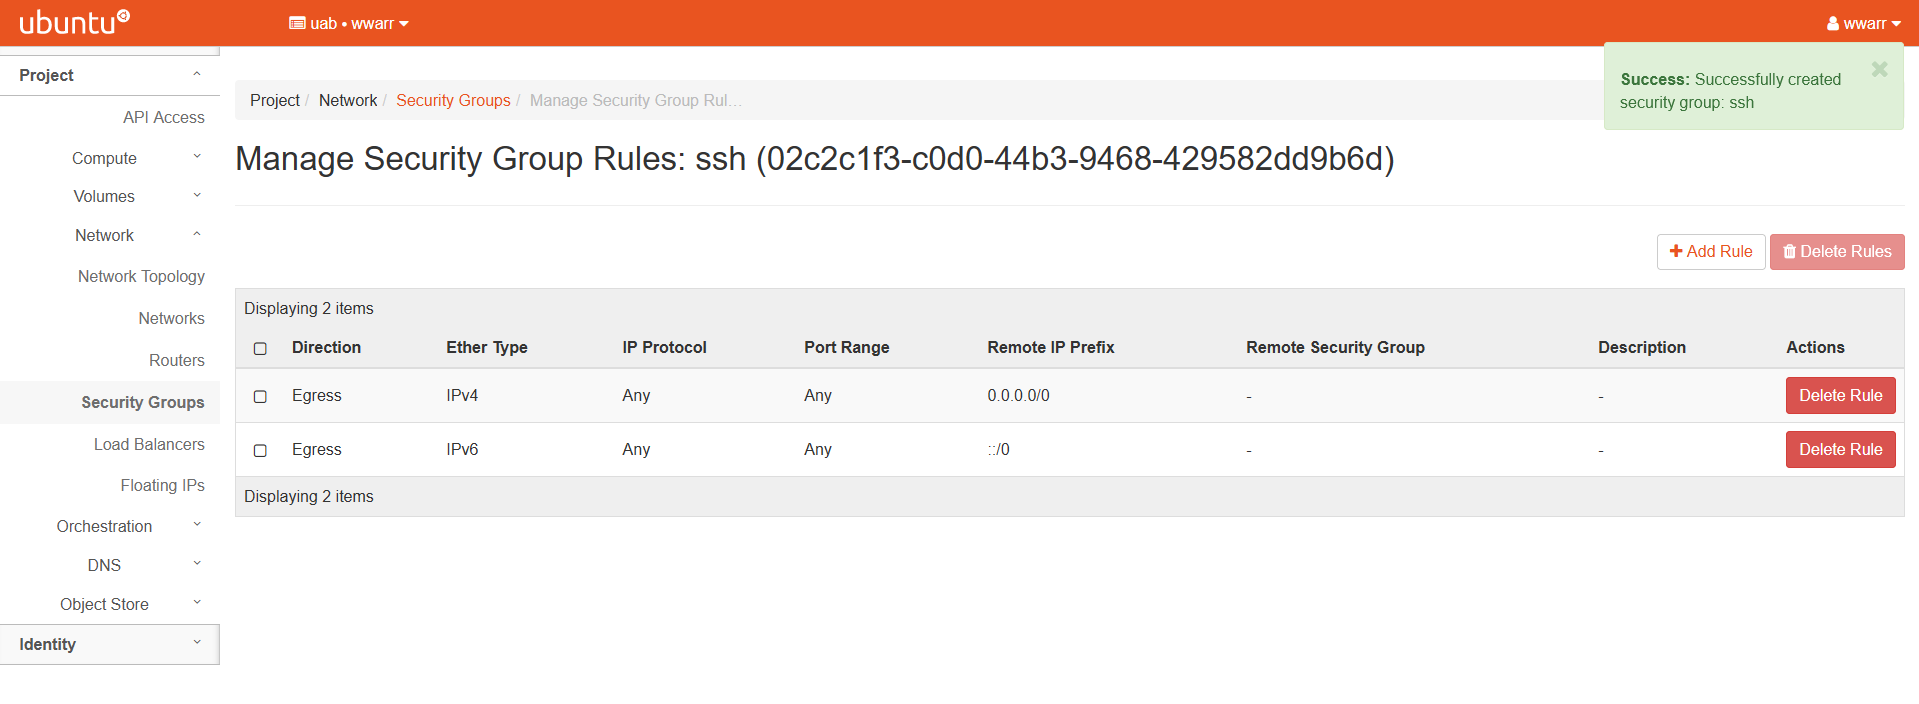 ubuntu
uab • wwarr
wwarr
Success: Successfully created
security group: ssh
Project
API Access
Compute
Volumes
Network
Network Topology
Networks
Routers
Security Groups
Load Balancers
Floating IPs
Orchestration
DNS
Object Store
Identity
Project / Network / Security Groups / Manage Security Group Rul...
Manage Security Group Rules: ssh (02c2c1f3-c0d0-44b3-9468-429582dd9b6d)
Add Rule Delete Rules
Displaying 2 items
Direction Ether Type IP Protocol Port Range Remote IP Prefix Remote Security Group Description Actions
Egress IPv4 Any Any 0.0.0.0/0 - - Delete Rule
Egress IPv6 Any Any ::/0 - - Delete Rule
Displaying 2 items